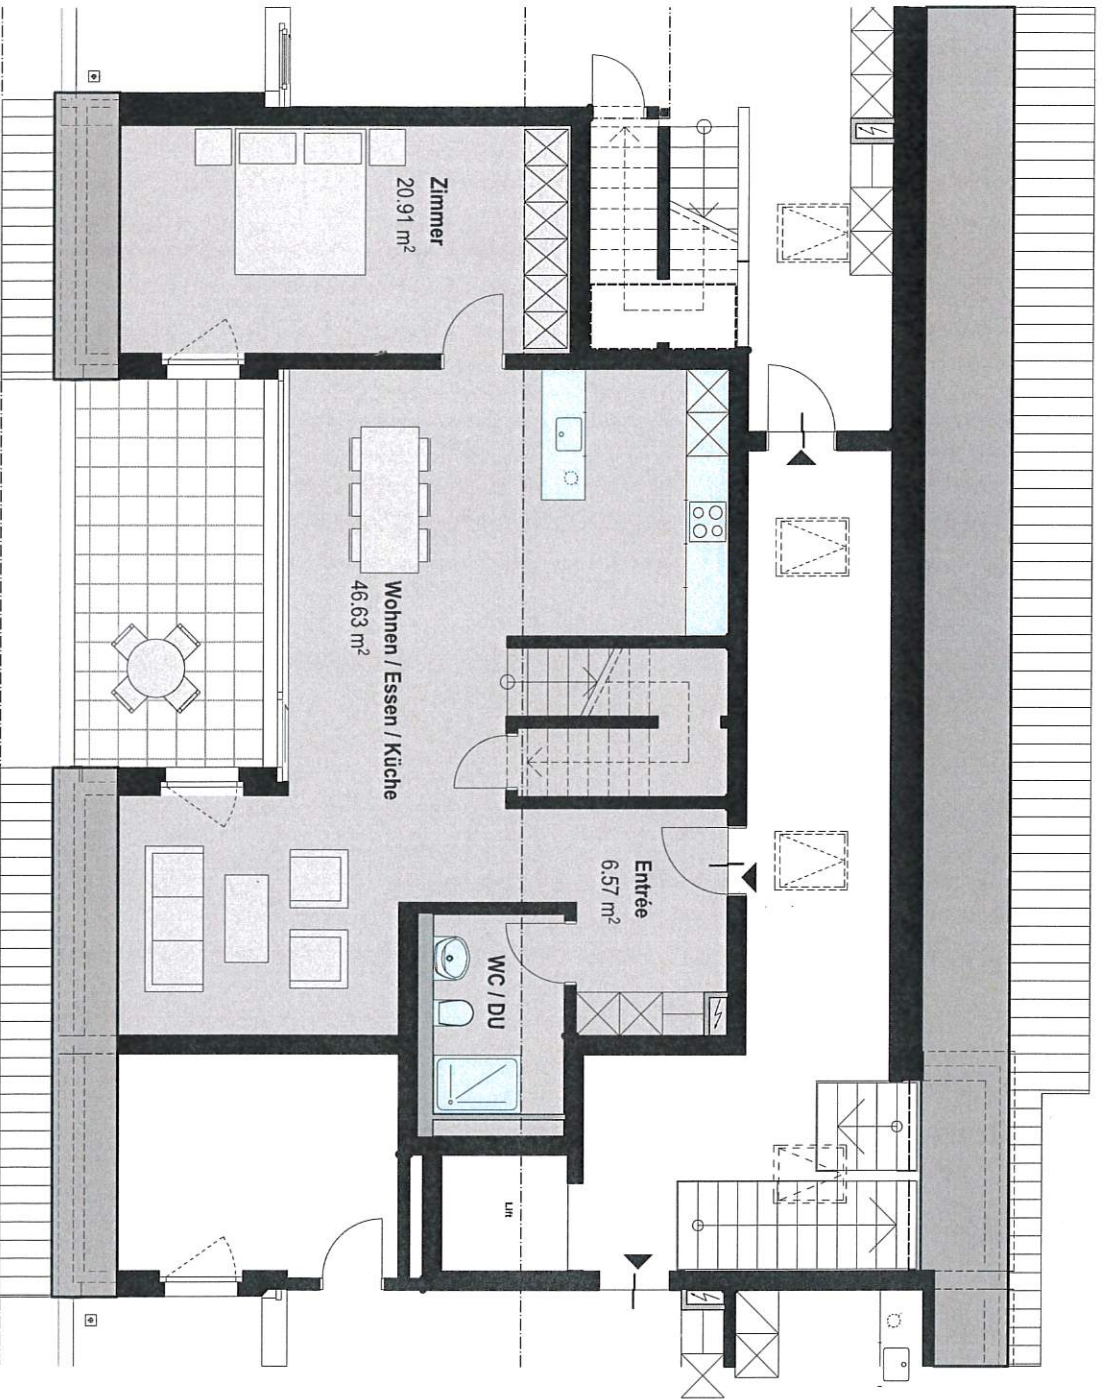 Zimmer
20.91 m²
Wohnen / Essen / Küche
46.63 m²
Entrée
6.57 m²
WC / DU
Lift